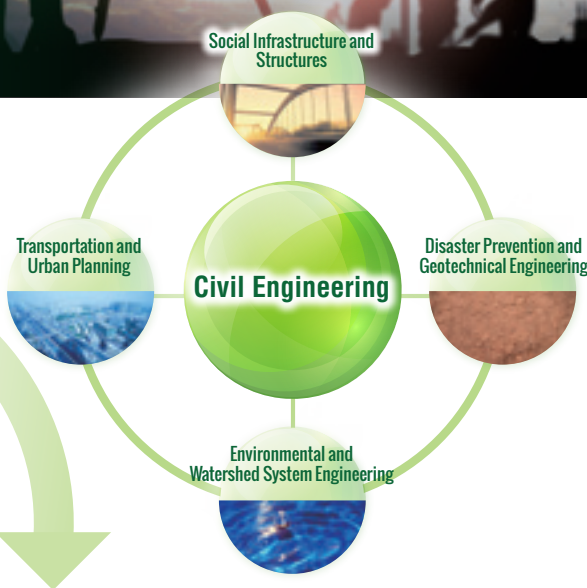 Social Infrastructure and
Structures
Transportation and
Urban Planning
Civil Engineering
Disaster Prevention and
Geotechnical Engineering
Environmental and
Watershed System Engineering